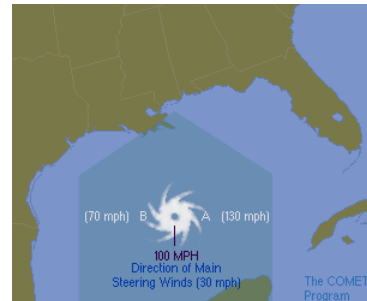 (70 mph) B A (130 mph)
100 MPH
Direction of Main
Steering Winds (30 mph)
The COMET
Program